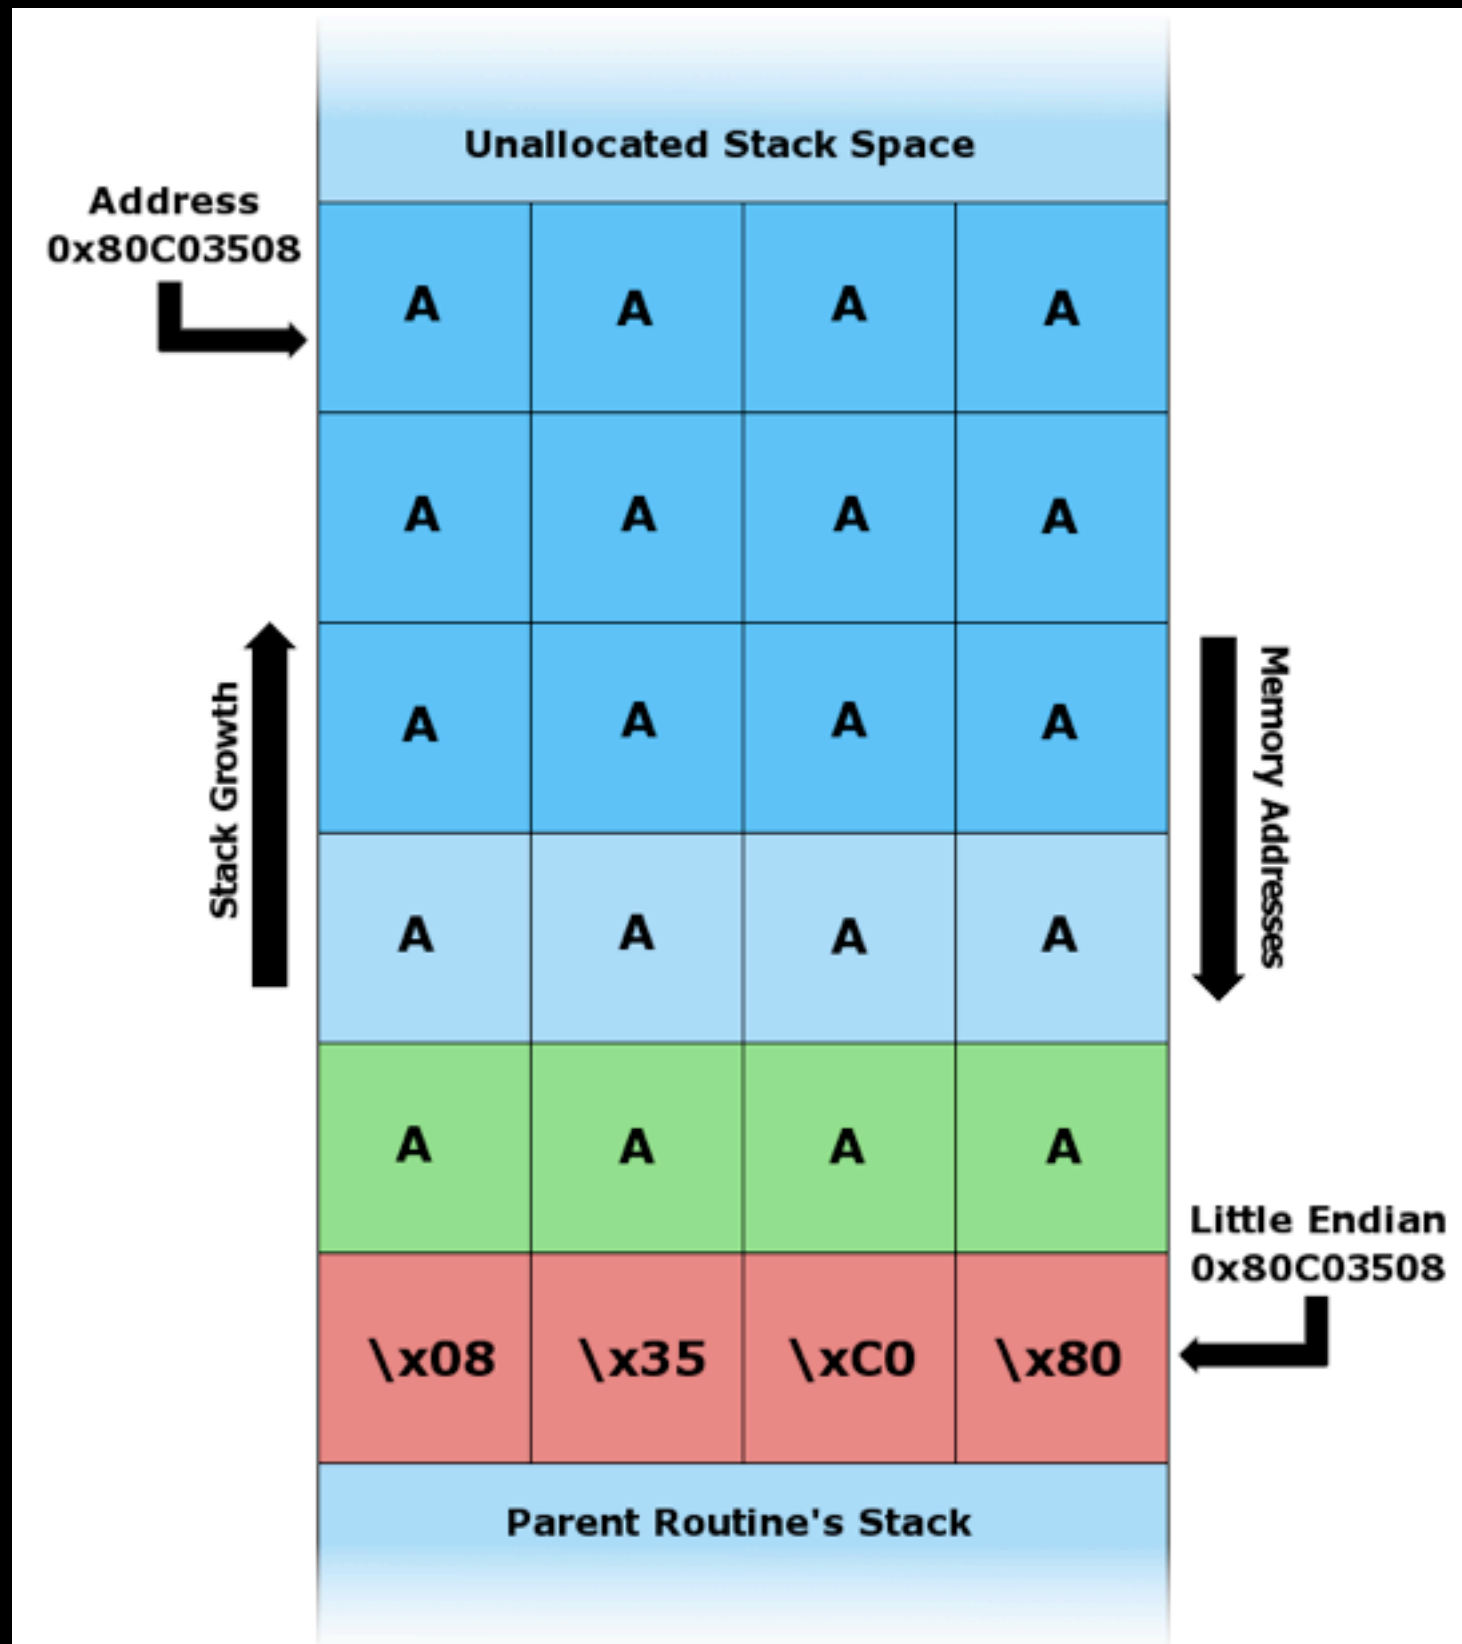 Unallocated Stack Space
Address
0x80C03508
A A A A
A A A A
A A A A
Stack Growth
Memory Addresses
A A A A
A A A A
Little Endian
0x80C03508
\x08 \x35 \xC0 \x80
Parent Routine's Stack